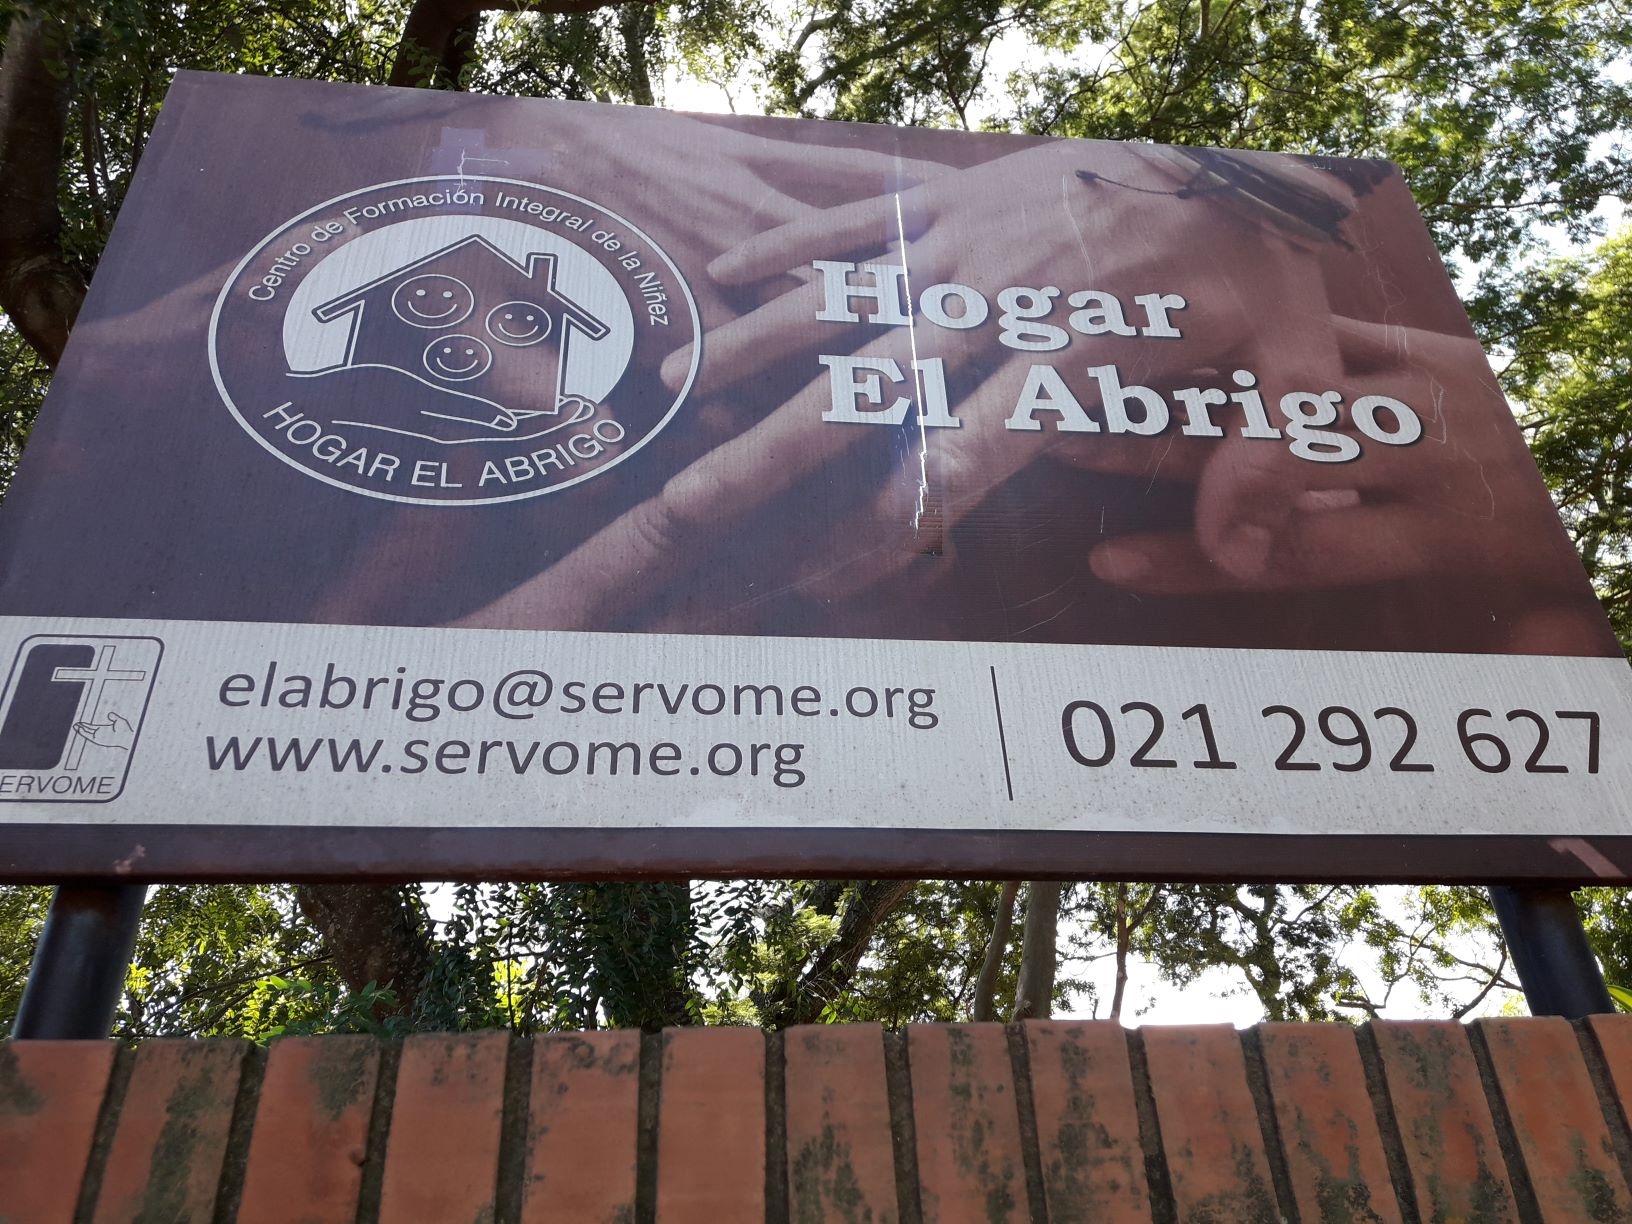 Centro de Formación Integral de la Niñez
HOGAR EL ABRIGO
Hogar
El Abrigo
ERVOME
elabrigo@servome.org
www.servome.org
021 292 627